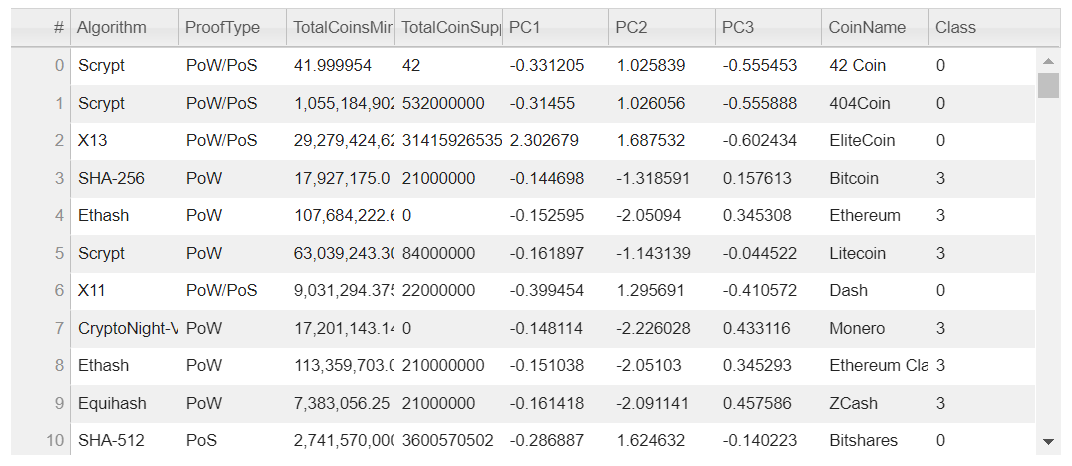 # Algorithm ProofType TotalCoinsMin TotalCoinSupp PC1 PC2 PC3 CoinName Class
0 Scrypt PoW/PoS 41.999954 42 -0.331205 1.025839 -0.555453 42 Coin 0
1 Scrypt PoW/PoS 1,055,184,902 532000000 -0.31455 1.026056 -0.555888 404Coin 0
2 X13 PoW/PoS 29,279,424,62 31415926535 2.302679 1.687532 -0.602434 EliteCoin 0
3 SHA-256 PoW 17,927,175.0 21000000 -0.144698 -1.318591 0.157613 Bitcoin 3
4 Ethash PoW 107,684,222.6 0 -0.152595 -2.05094 0.345308 Ethereum 3
5 Scrypt PoW 63,039,243.30 84000000 -0.161897 -1.143139 -0.044522 Litecoin 3
6 X11 PoW/PoS 9,031,294.375 22000000 -0.399454 1.295691 -0.410572 Dash 0
7 CryptoNight-V PoW 17,201,143.14 0 -0.148114 -2.226028 0.433116 Monero 3
8 Ethash PoW 113,359,703.0 210000000 -0.151038 -2.05103 0.345293 Ethereum Cla 3
9 Equihash PoW 7,383,056.25 21000000 -0.161418 -2.091141 0.457586 ZCash 3
10 SHA-512 PoS 2,741,570,000 3600570502 -0.286887 1.624632 -0.140223 Bitshares 0